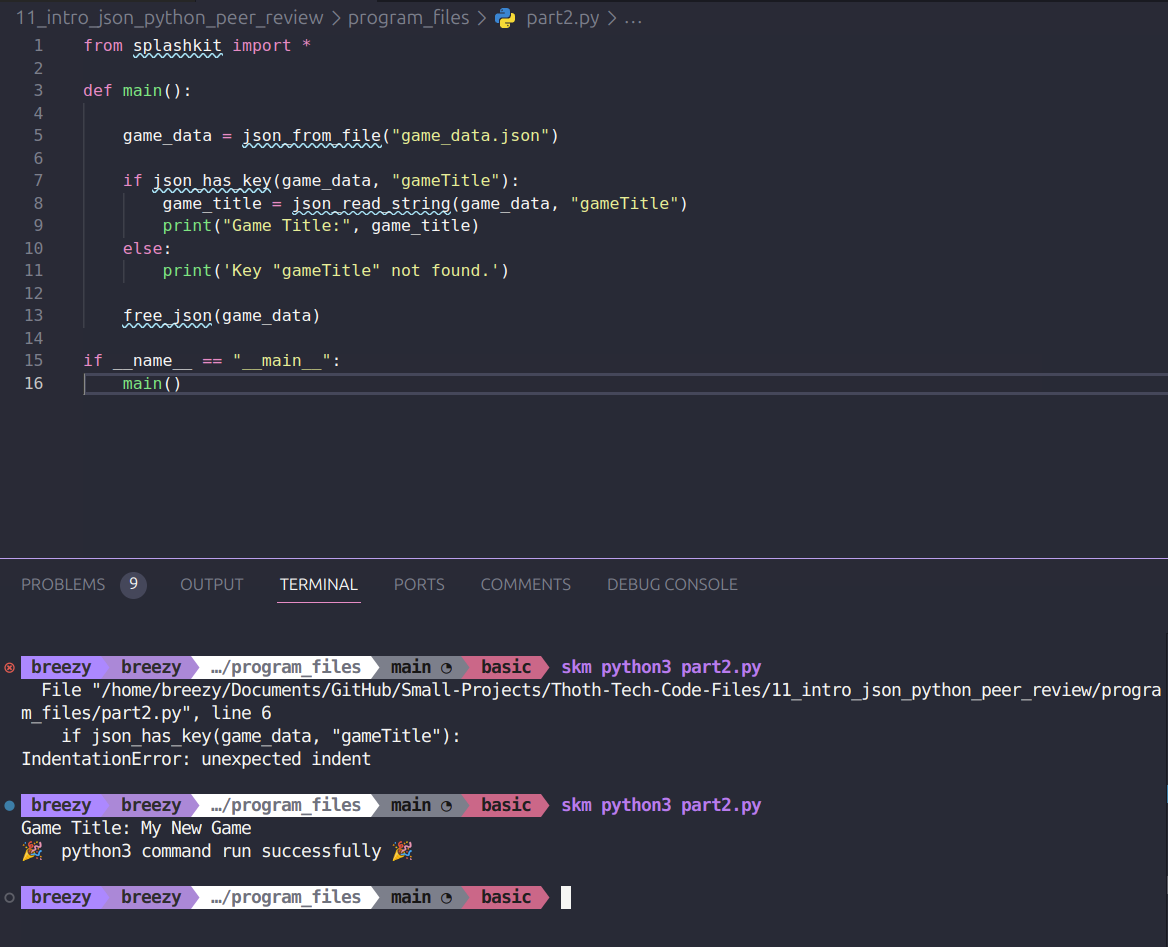 11_intro_json_python_peer_review > program_files > part2.py > ...
1 from splashkit import *
2
3 def main():
4
5     game_data = json_from_file("game_data.json")
6
7     if json_has_key(game_data, "gameTitle"):
8         game_title = json_read_string(game_data, "gameTitle")
9         print("Game Title:", game_title)
10     else:
11         print('Key "gameTitle" not found.')
12
13     free_json(game_data)
14
15 if __name__ == "__main__":
16     main()
PROBLEMS 9 OUTPUT TERMINAL PORTS COMMENTS DEBUG CONSOLE
breezy breezy …/program_files main basic skm python3 part2.py
  File "/home/breezy/Documents/GitHub/Small-Projects/Thoth-Tech-Code-Files/11_intro_json_python_peer_review/progra
m_files/part2.py", line 6
    if json_has_key(game_data, "gameTitle"):
IndentationError: unexpected indent
breezy breezy …/program_files main basic skm python3 part2.py
Game Title: My New Game
🎉 python3 command run successfully 🎉
breezy breezy …/program_files main basic